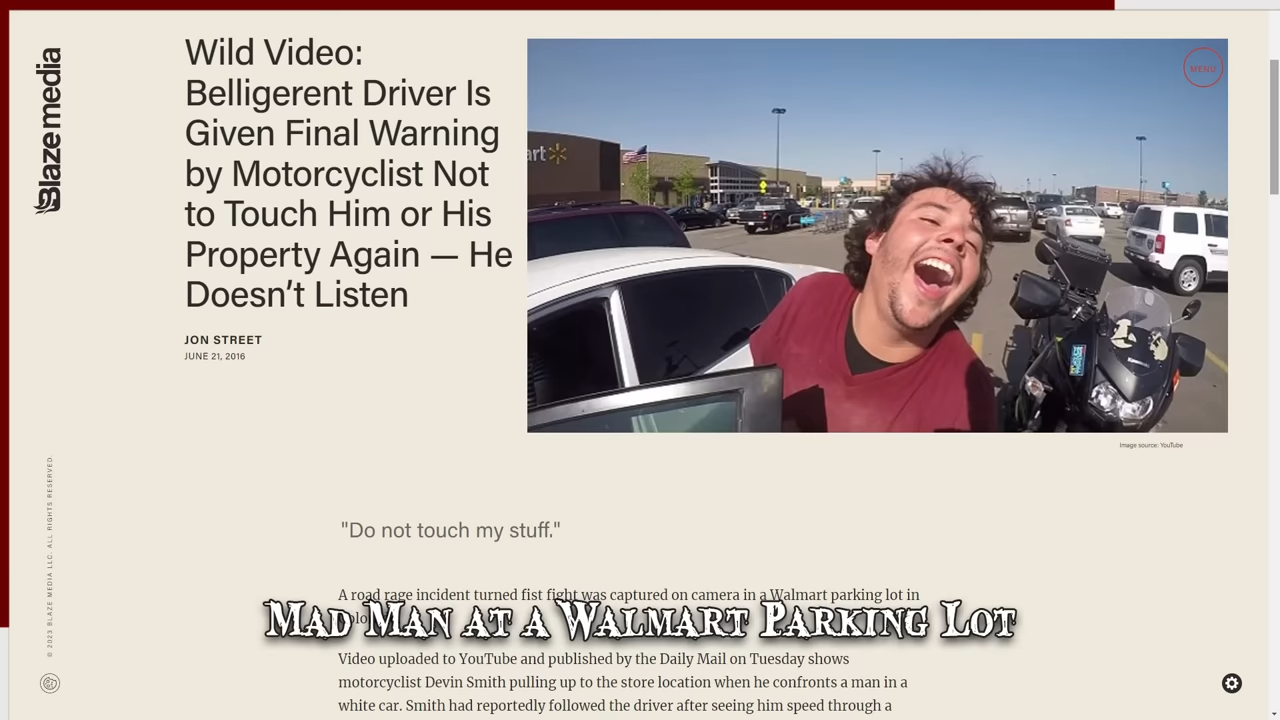 Blaze media
Wild Video:
Belligerent Driver Is
Given Final Warning
by Motorcyclist Not
to Touch Him or His
Property Again — He
Doesn't Listen
JON STREET
JUNE 21, 2016
MENU
art
Image source: YouTube
"Do not touch my stuff."
A road rage incident turned fist fight was captured on camera in a Walmart parking lot in
MAD MAN AT A WALMART PARKING LOT
Video uploaded to YouTube and published by the Daily Mail on Tuesday shows
motorcyclist Devin Smith pulling up to the store location when he confronts a man in a
white car. Smith had reportedly followed the driver after seeing him speed through a
© 2023 BLAZE MEDIA LLC. ALL RIGHTS RESERVED.